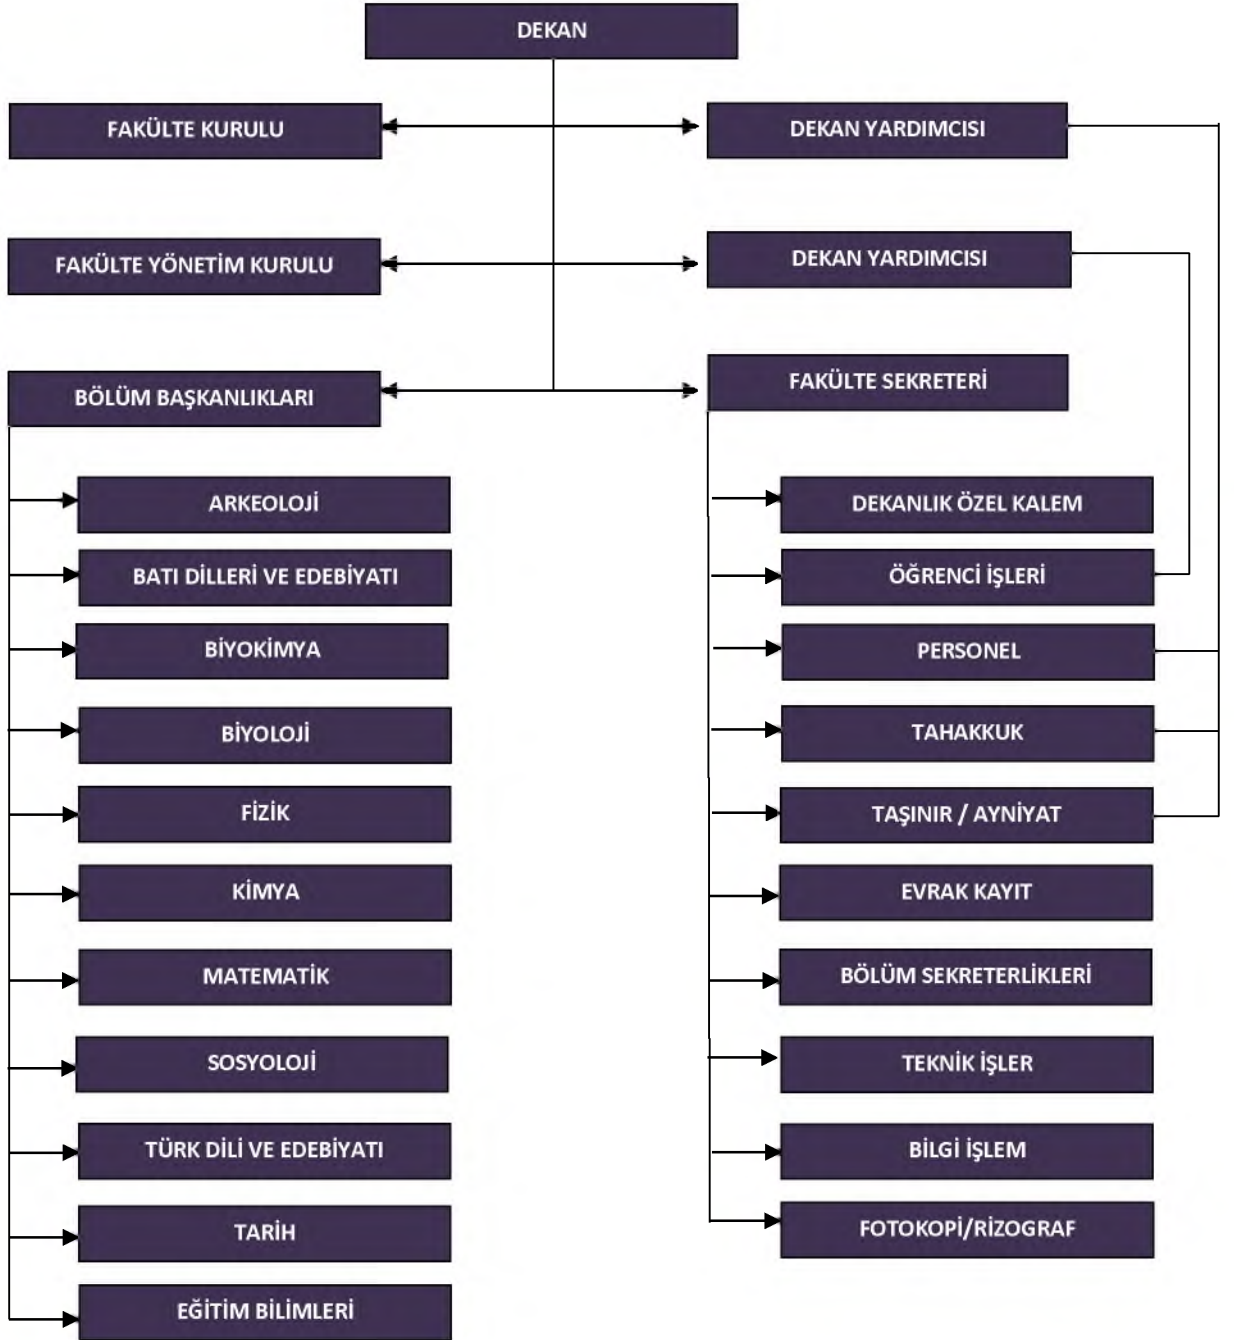 DEKAN
FAKÜLTE KURULU
DEKAN YARDIMCISI
FAKÜLTE YÖNETİM KURULU
DEKAN YARDIMCISI
BÖLÜM BAŞKANLIKLARI
FAKÜLTE SEKRETERİ
ARKEOLOJİ
BATI DİLLERİ VE EDEBİYATI
BİYOKİMYA
BİYOLOJİ
FİZİK
KİMYA
MATEMATİK
SOSYOLOJİ
TÜRK DİLİ VE EDEBİYATI
TARİH
EĞİTİM BİLİMLERİ
DEKANLIK ÖZEL KALEM
ÖĞRENCİ İŞLERİ
PERSONEL
TAHAKKUK
TAŞINIR / AYNİYAT
EVRAK KAYIT
BÖLÜM SEKRETERLİKLERİ
TEKNİK İŞLER
BİLGİ İŞLEM
FOTOKOPİ/RİZOGRAF